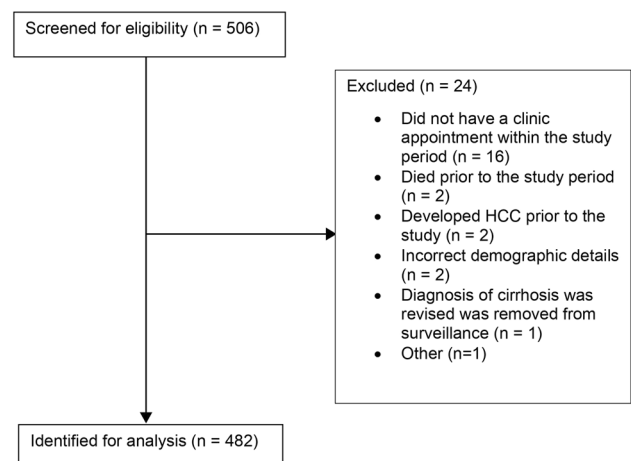 Screened for eligibility (n = 506)
Excluded (n = 24)
• Did not have a clinic
appointment within the study
period (n = 16)
• Died prior to the study period
(n = 2)
• Developed HCC prior to the
study (n = 2)
• Incorrect demographic details
(n = 2)
• Diagnosis of cirrhosis was
revised was removed from
surveillance (n = 1)
• Other (n=1)
Identified for analysis (n = 482)